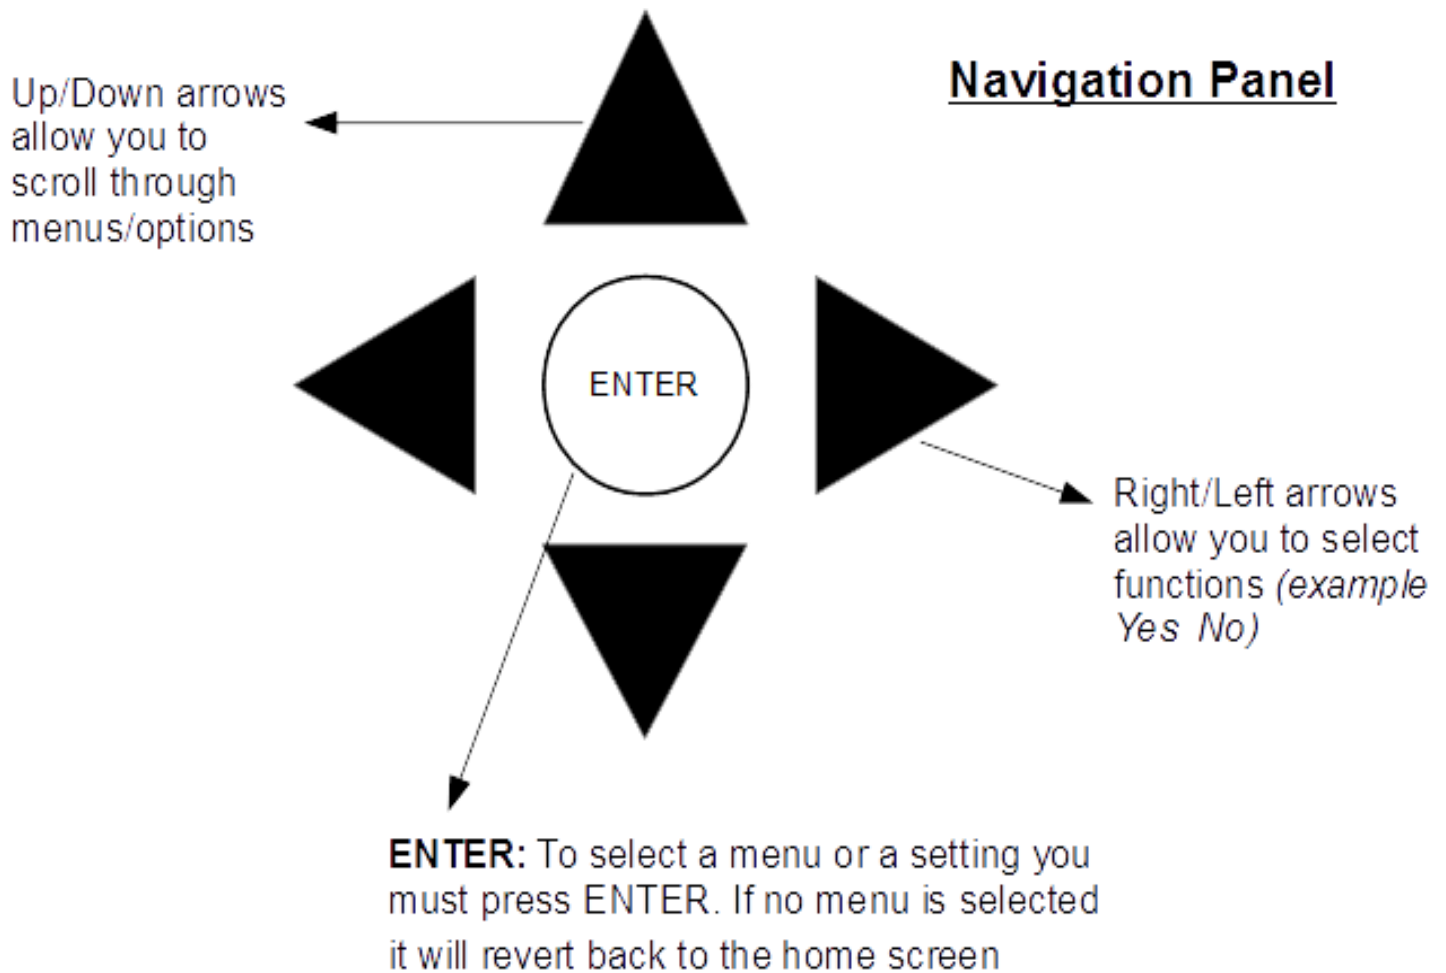 Navigation Panel
Up/Down arrows
allow you to
scroll through
menus/options
ENTER
Right/Left arrows
allow you to select
functions (example
Yes No)
ENTER: To select a menu or a setting you
must press ENTER. If no menu is selected
it will revert back to the home screen